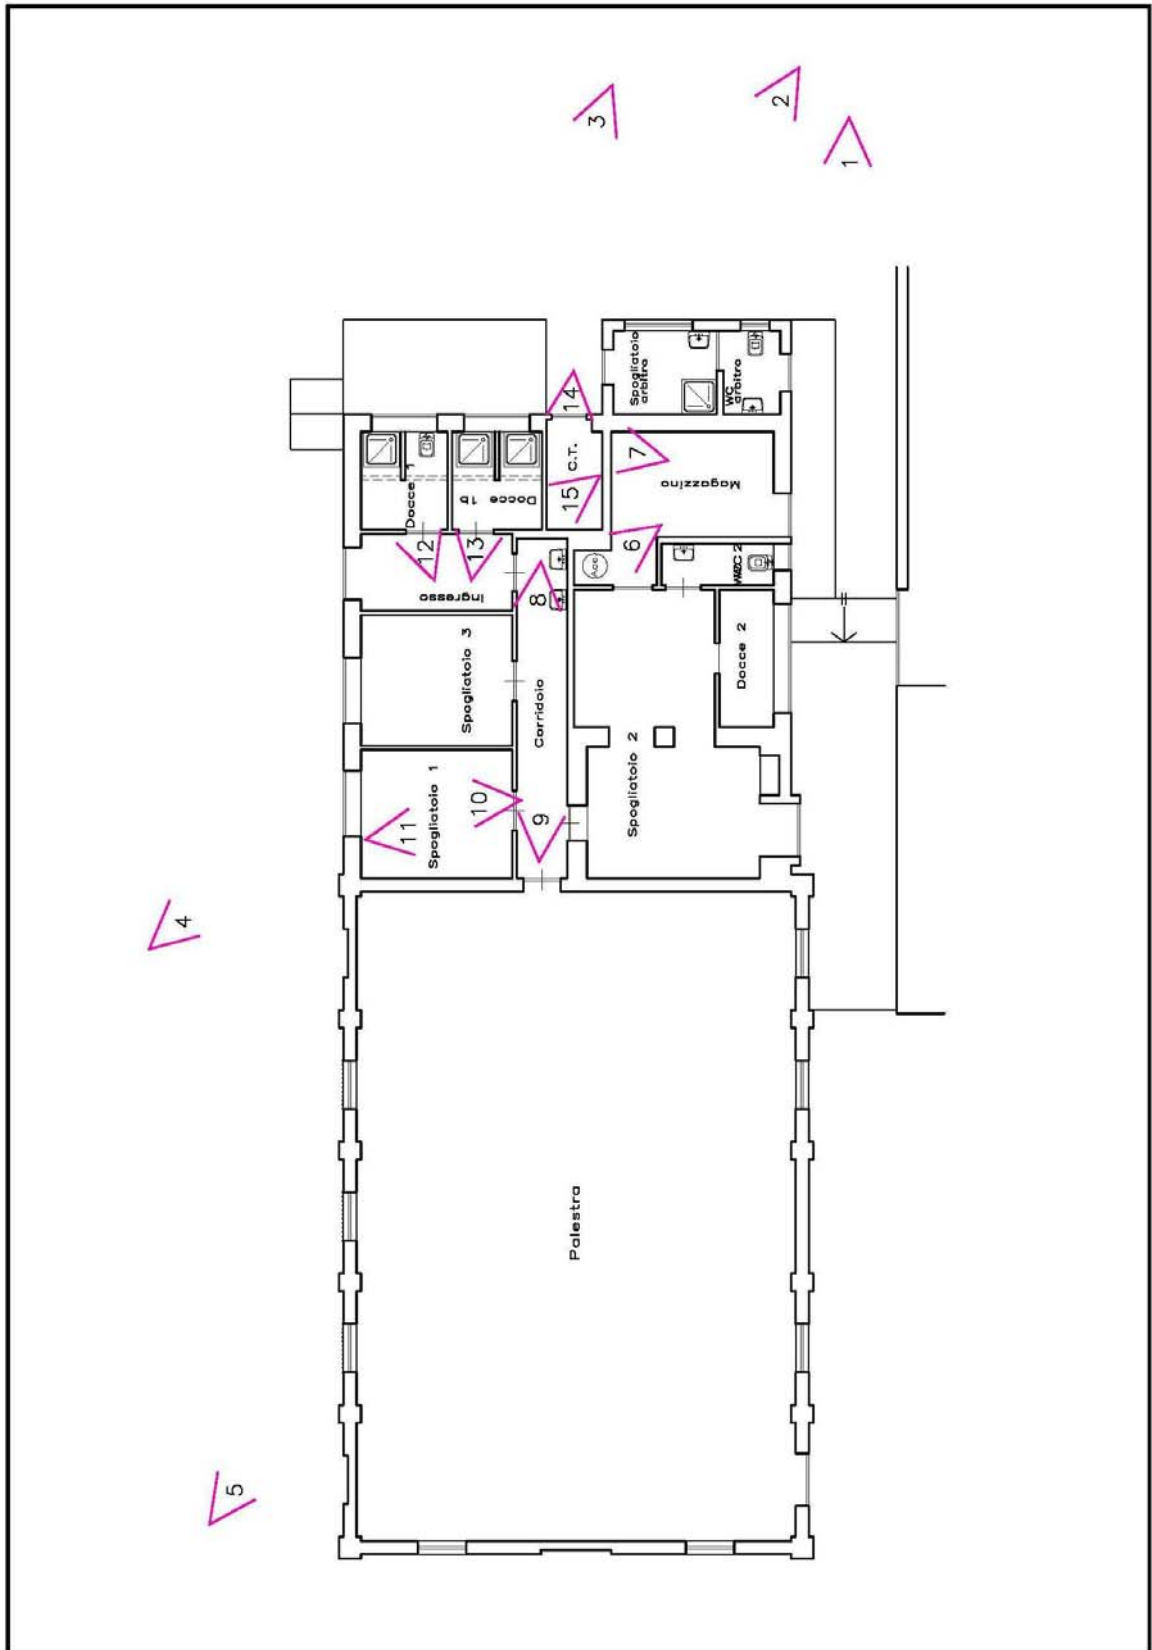 3
2
1
Spogliatoio
arbitro
WC
arbitro
14
C.T.
15
7
Magazzino
Docce 1
Docce
1b
12
13
Ingresso
6
Acc
WC 2
8
Spogliatoio 3
Corridoio
Docce 2
Spogliatoio 2
Spogliatoio 1
10
9
11
4
Palestra
5